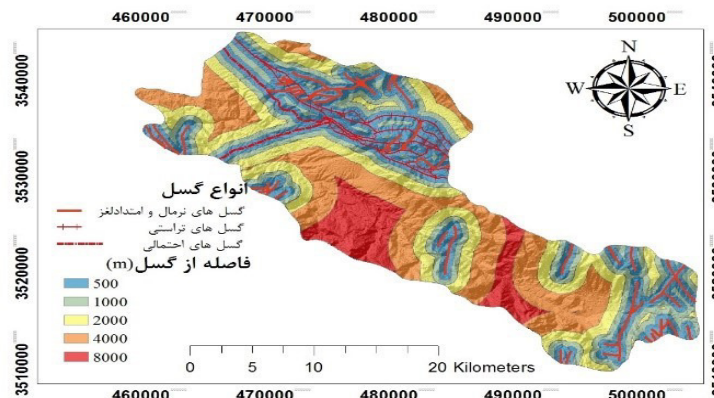 460000 470000 480000 490000 500000
N
W E
S
3540000
3530000
3520000
3510000
انواع گسل
گسل های نرمال و امتدادلغز
گسل های تراستی
گسل های احتمالی
فاصله از گسل(m)
500
1000
2000
4000
8000
0 5 10 20 Kilometers
460000 470000 480000 490000 500000